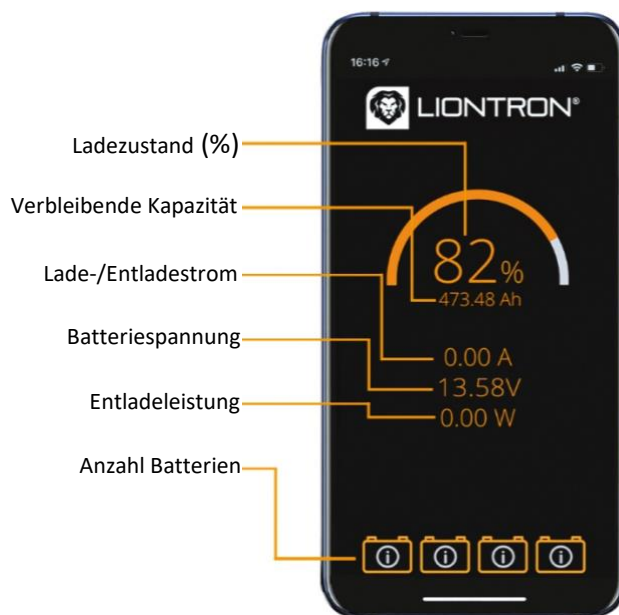 16:16
LIONTRON®
Ladezustand (%)
82%
Verbleibende Kapazität
473.48 Ah
Lade-/Entladestrom
0.00 A
Batteriespannung
13.58V
Entladeleistung
0.00 W
Anzahl Batterien
i i i i